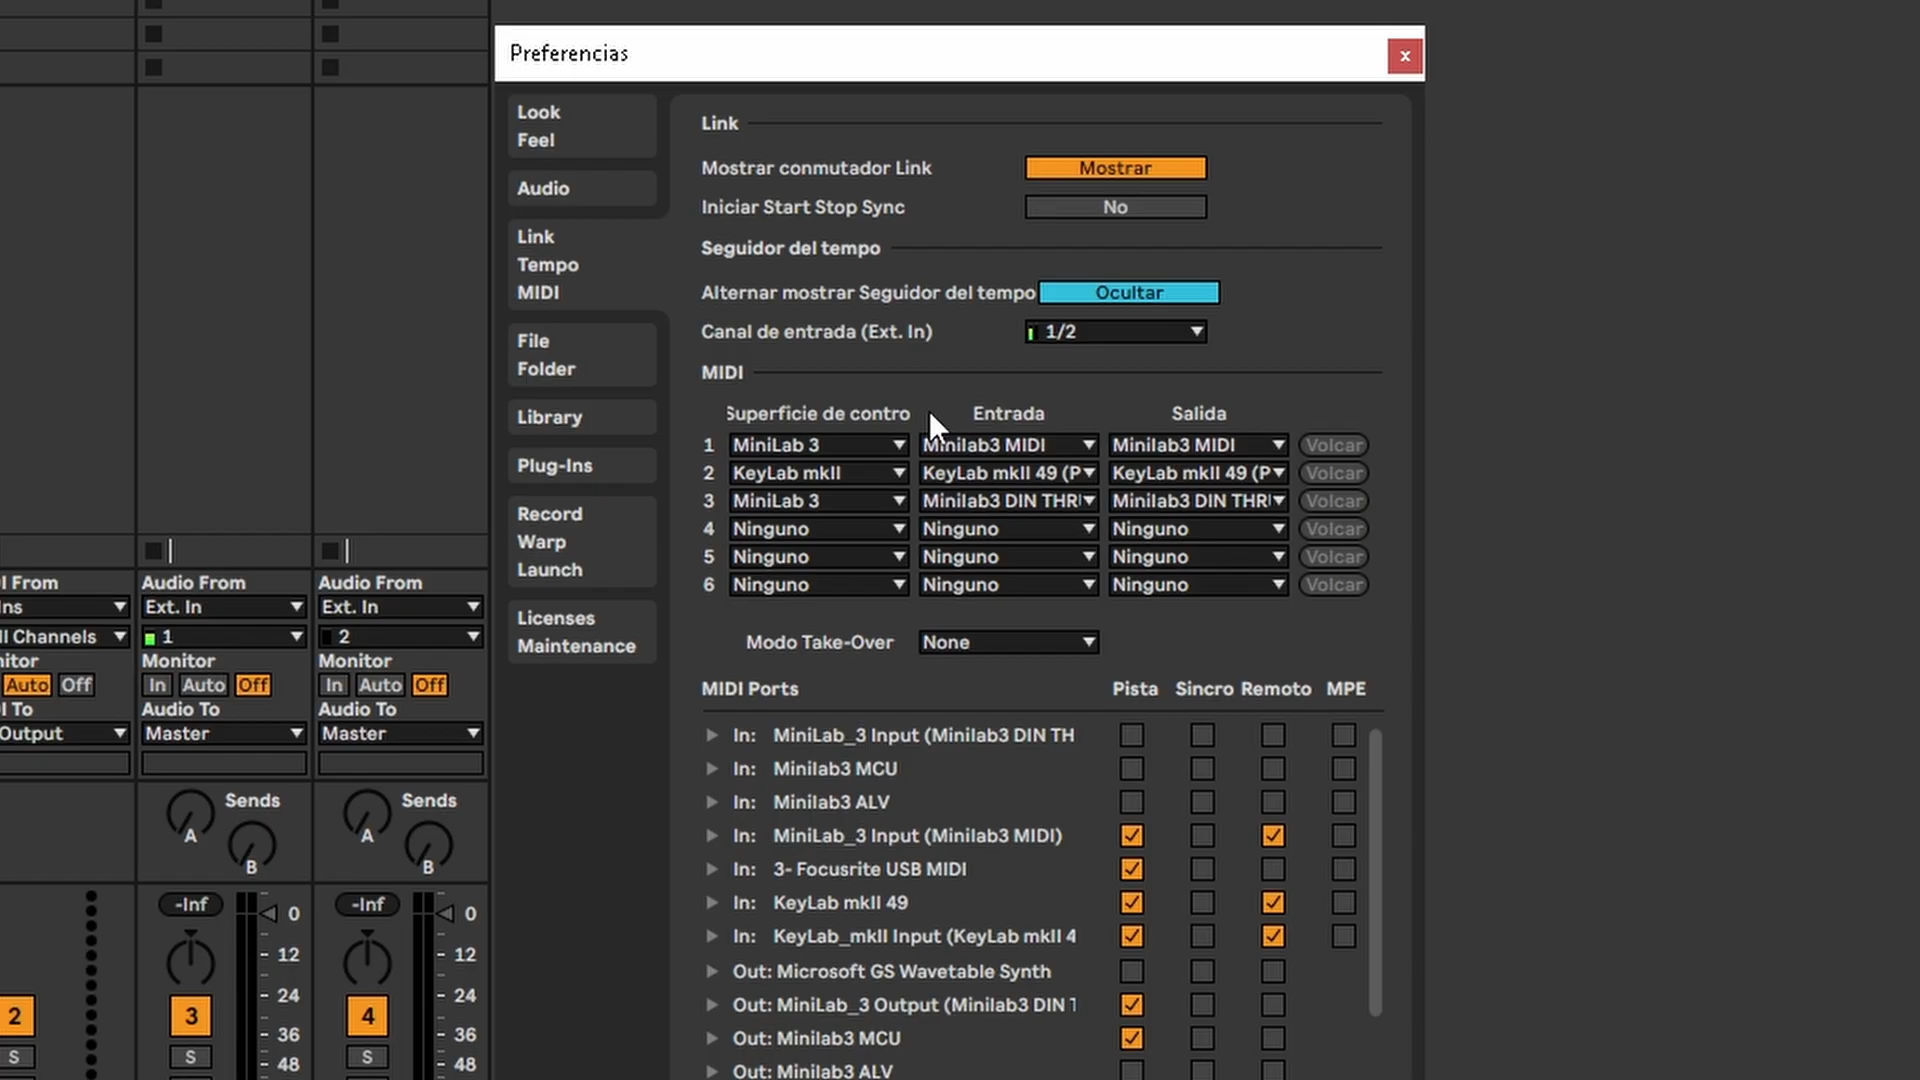 Preferencias
x
Look
Feel
Audio
Link
Tempo
MIDI
File
Folder
Library
Plug-Ins
Record
Warp
Launch
Licenses
Maintenance
Link
Mostrar conmutador Link Mostrar
Iniciar Start Stop Sync No
Seguidor del tempo
Alternar mostrar Seguidor del tempo Ocultar
Canal de entrada (Ext. In) 1/2
MIDI
Superficie de contro Entrada Salida
1 MiniLab 3 Minilab3 MIDI Minilab3 MIDI Volcar
2 KeyLab mkII KeyLab mkII 49 (P KeyLab mkII 49 (P Volcar
3 MiniLab 3 Minilab3 DIN THR Minilab3 DIN THR Volcar
4 Ninguno Ninguno Ninguno Volcar
5 Ninguno Ninguno Ninguno Volcar
6 Ninguno Ninguno Ninguno Volcar
Modo Take-Over None
MIDI Ports Pista Sincro Remoto MPE
In: MiniLab_3 Input (Minilab3 DIN TH
In: Minilab3 MCU
In: Minilab3 ALV
In: MiniLab_3 Input (Minilab3 MIDI)
In: 3- Focusrite USB MIDI
In: KeyLab mkII 49
In: KeyLab_mkII Input (KeyLab mkII 4
Out: Microsoft GS Wavetable Synth
Out: MiniLab_3 Output (Minilab3 DIN T
Out: Minilab3 MCU
Out: Minilab3 ALV
I From Audio From Audio From
Ins Ext. In Ext. In
ll Channels 1 2
nitor Monitor Monitor
Auto Off In Auto Off In Auto Off
I To Audio To Audio To
Output Master Master
Sends Sends
A A
B B
-Inf 0 -Inf 0
12 12
24 24
2 3 4
36 36
S S 48 S 48